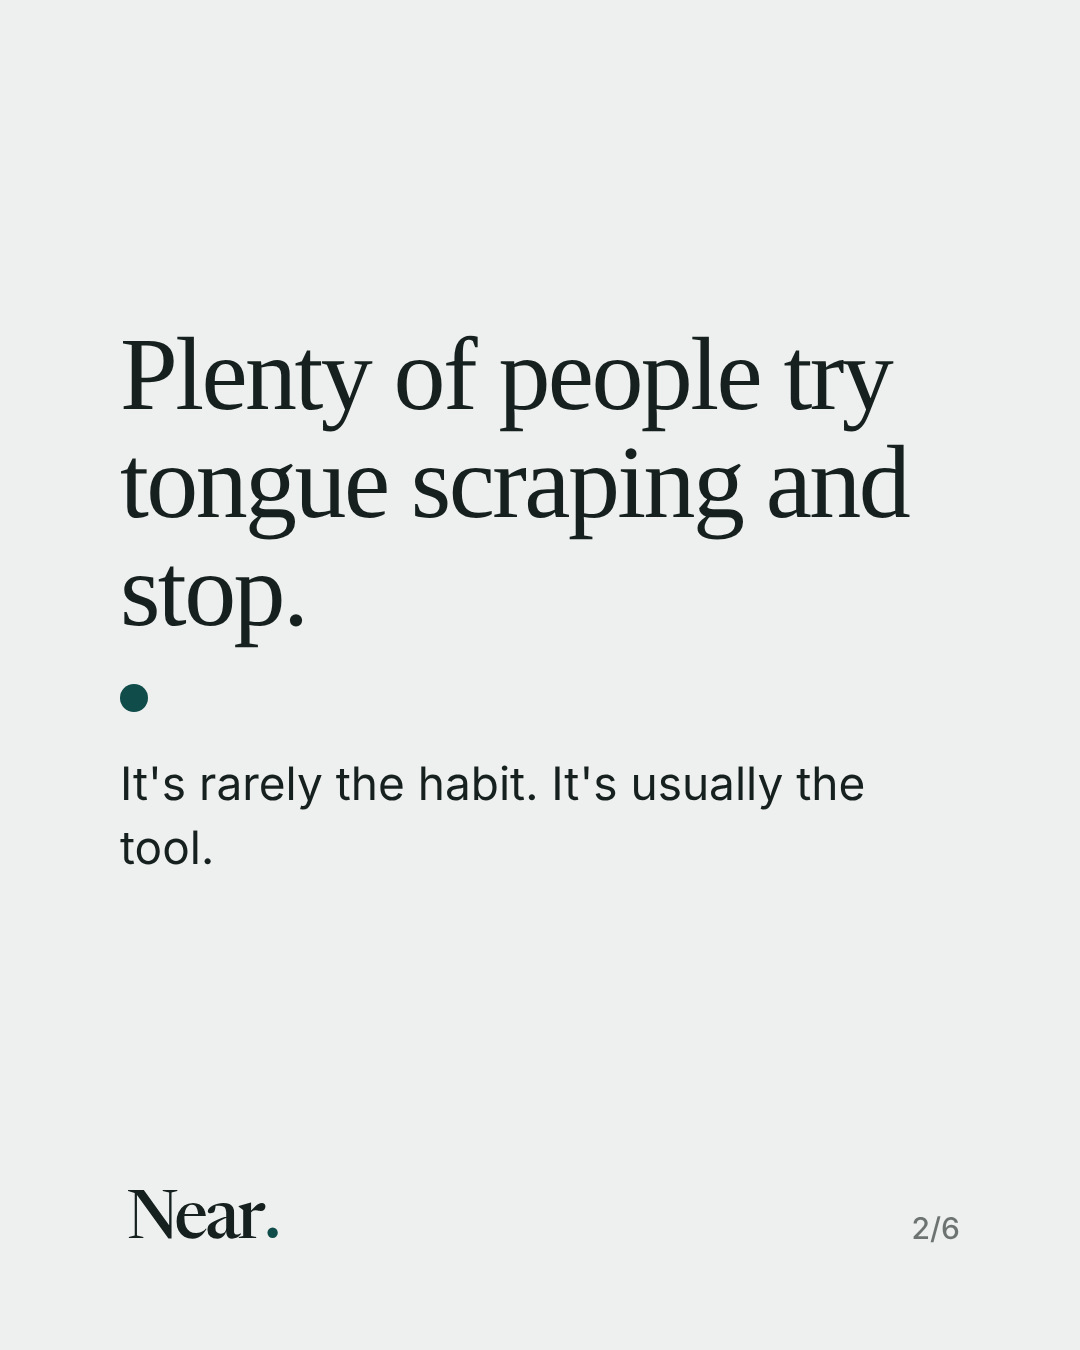 Plenty of people try
tongue scraping and
stop.
It's rarely the habit. It's usually the
tool.
Near.
2/6